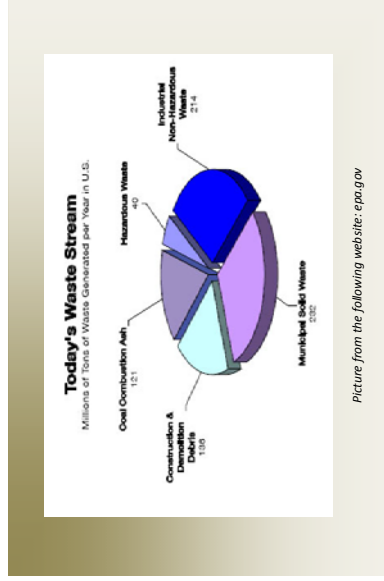 Today's Waste Stream
Millions of Tons of Waste Generated per Year in U.S.
Hazardous Waste
40
Industrial
Non-Hazardous
Waste
214
Coal Combustion Ash
121
Construction &
Demolition
Debris
136
Municipal Solid Waste
232
Picture from the following website: epa.gov